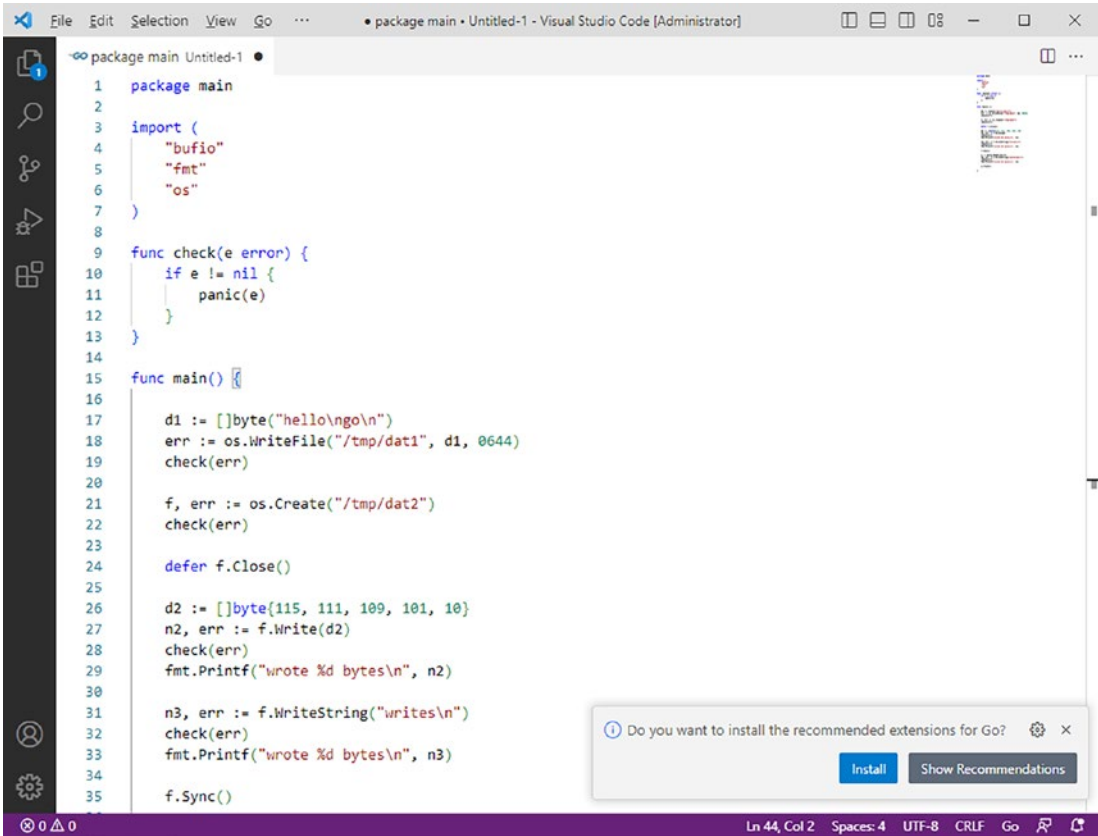 File Edit Selection View Go ··· ● package main • Untitled-1 - Visual Studio Code [Administrator]
package main Untitled-1 ●
1 package main
2
3 import (
4     "bufio"
5     "fmt"
6     "os"
7 )
8
9 func check(e error) {
10     if e != nil {
11         panic(e)
12     }
13 }
14
15 func main() {
16
17     d1 := []byte("hello\ngo\n")
18     err := os.WriteFile("/tmp/dat1", d1, 0644)
19     check(err)
20
21     f, err := os.Create("/tmp/dat2")
22     check(err)
23
24     defer f.Close()
25
26     d2 := []byte{115, 111, 109, 101, 10}
27     n2, err := f.Write(d2)
28     check(err)
29     fmt.Printf("wrote %d bytes\n", n2)
30
31     n3, err := f.WriteString("writes\n")
32     check(err)
33     fmt.Printf("wrote %d bytes\n", n3)
34
35     f.Sync()
1
Do you want to install the recommended extensions for Go?
Install Show Recommendations
0 0 Ln 44, Col 2 Spaces: 4 UTF-8 CRLF Go